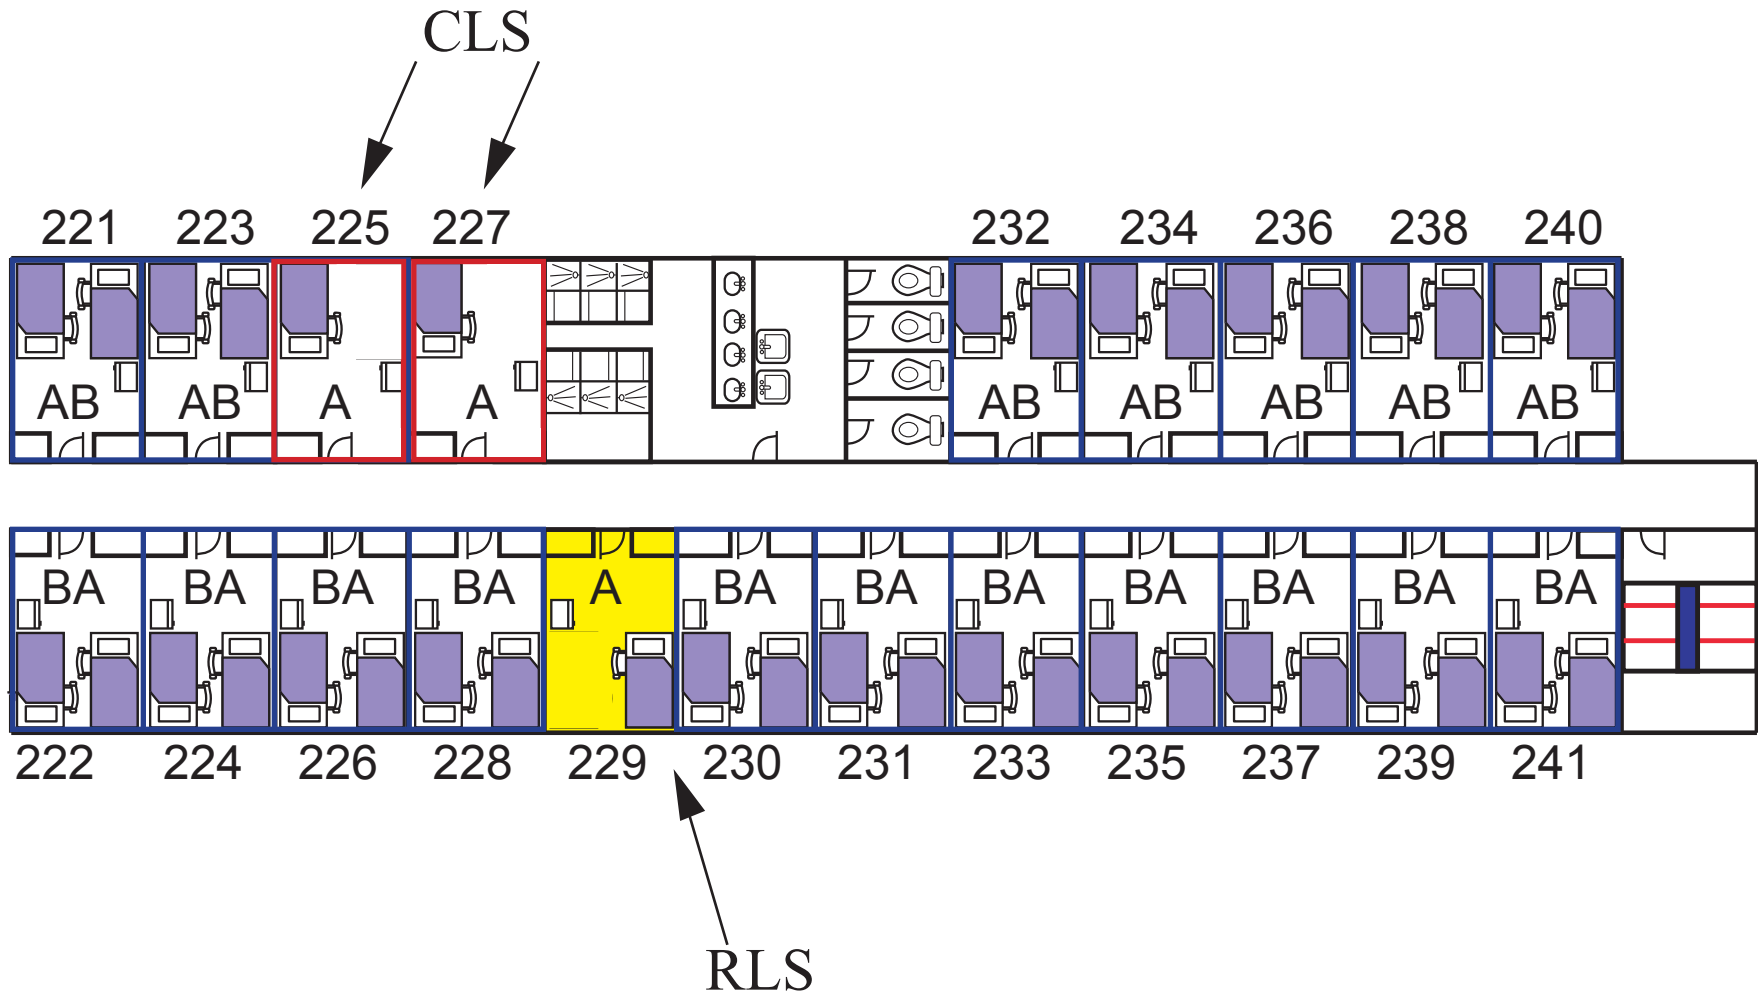 CLS
221 223 225 227 232 234 236 238 240
AB AB A A AB AB AB AB AB
BA BA BA BA A BA BA BA BA BA BA BA
222 224 226 228 229 230 231 233 235 237 239 241
RLS